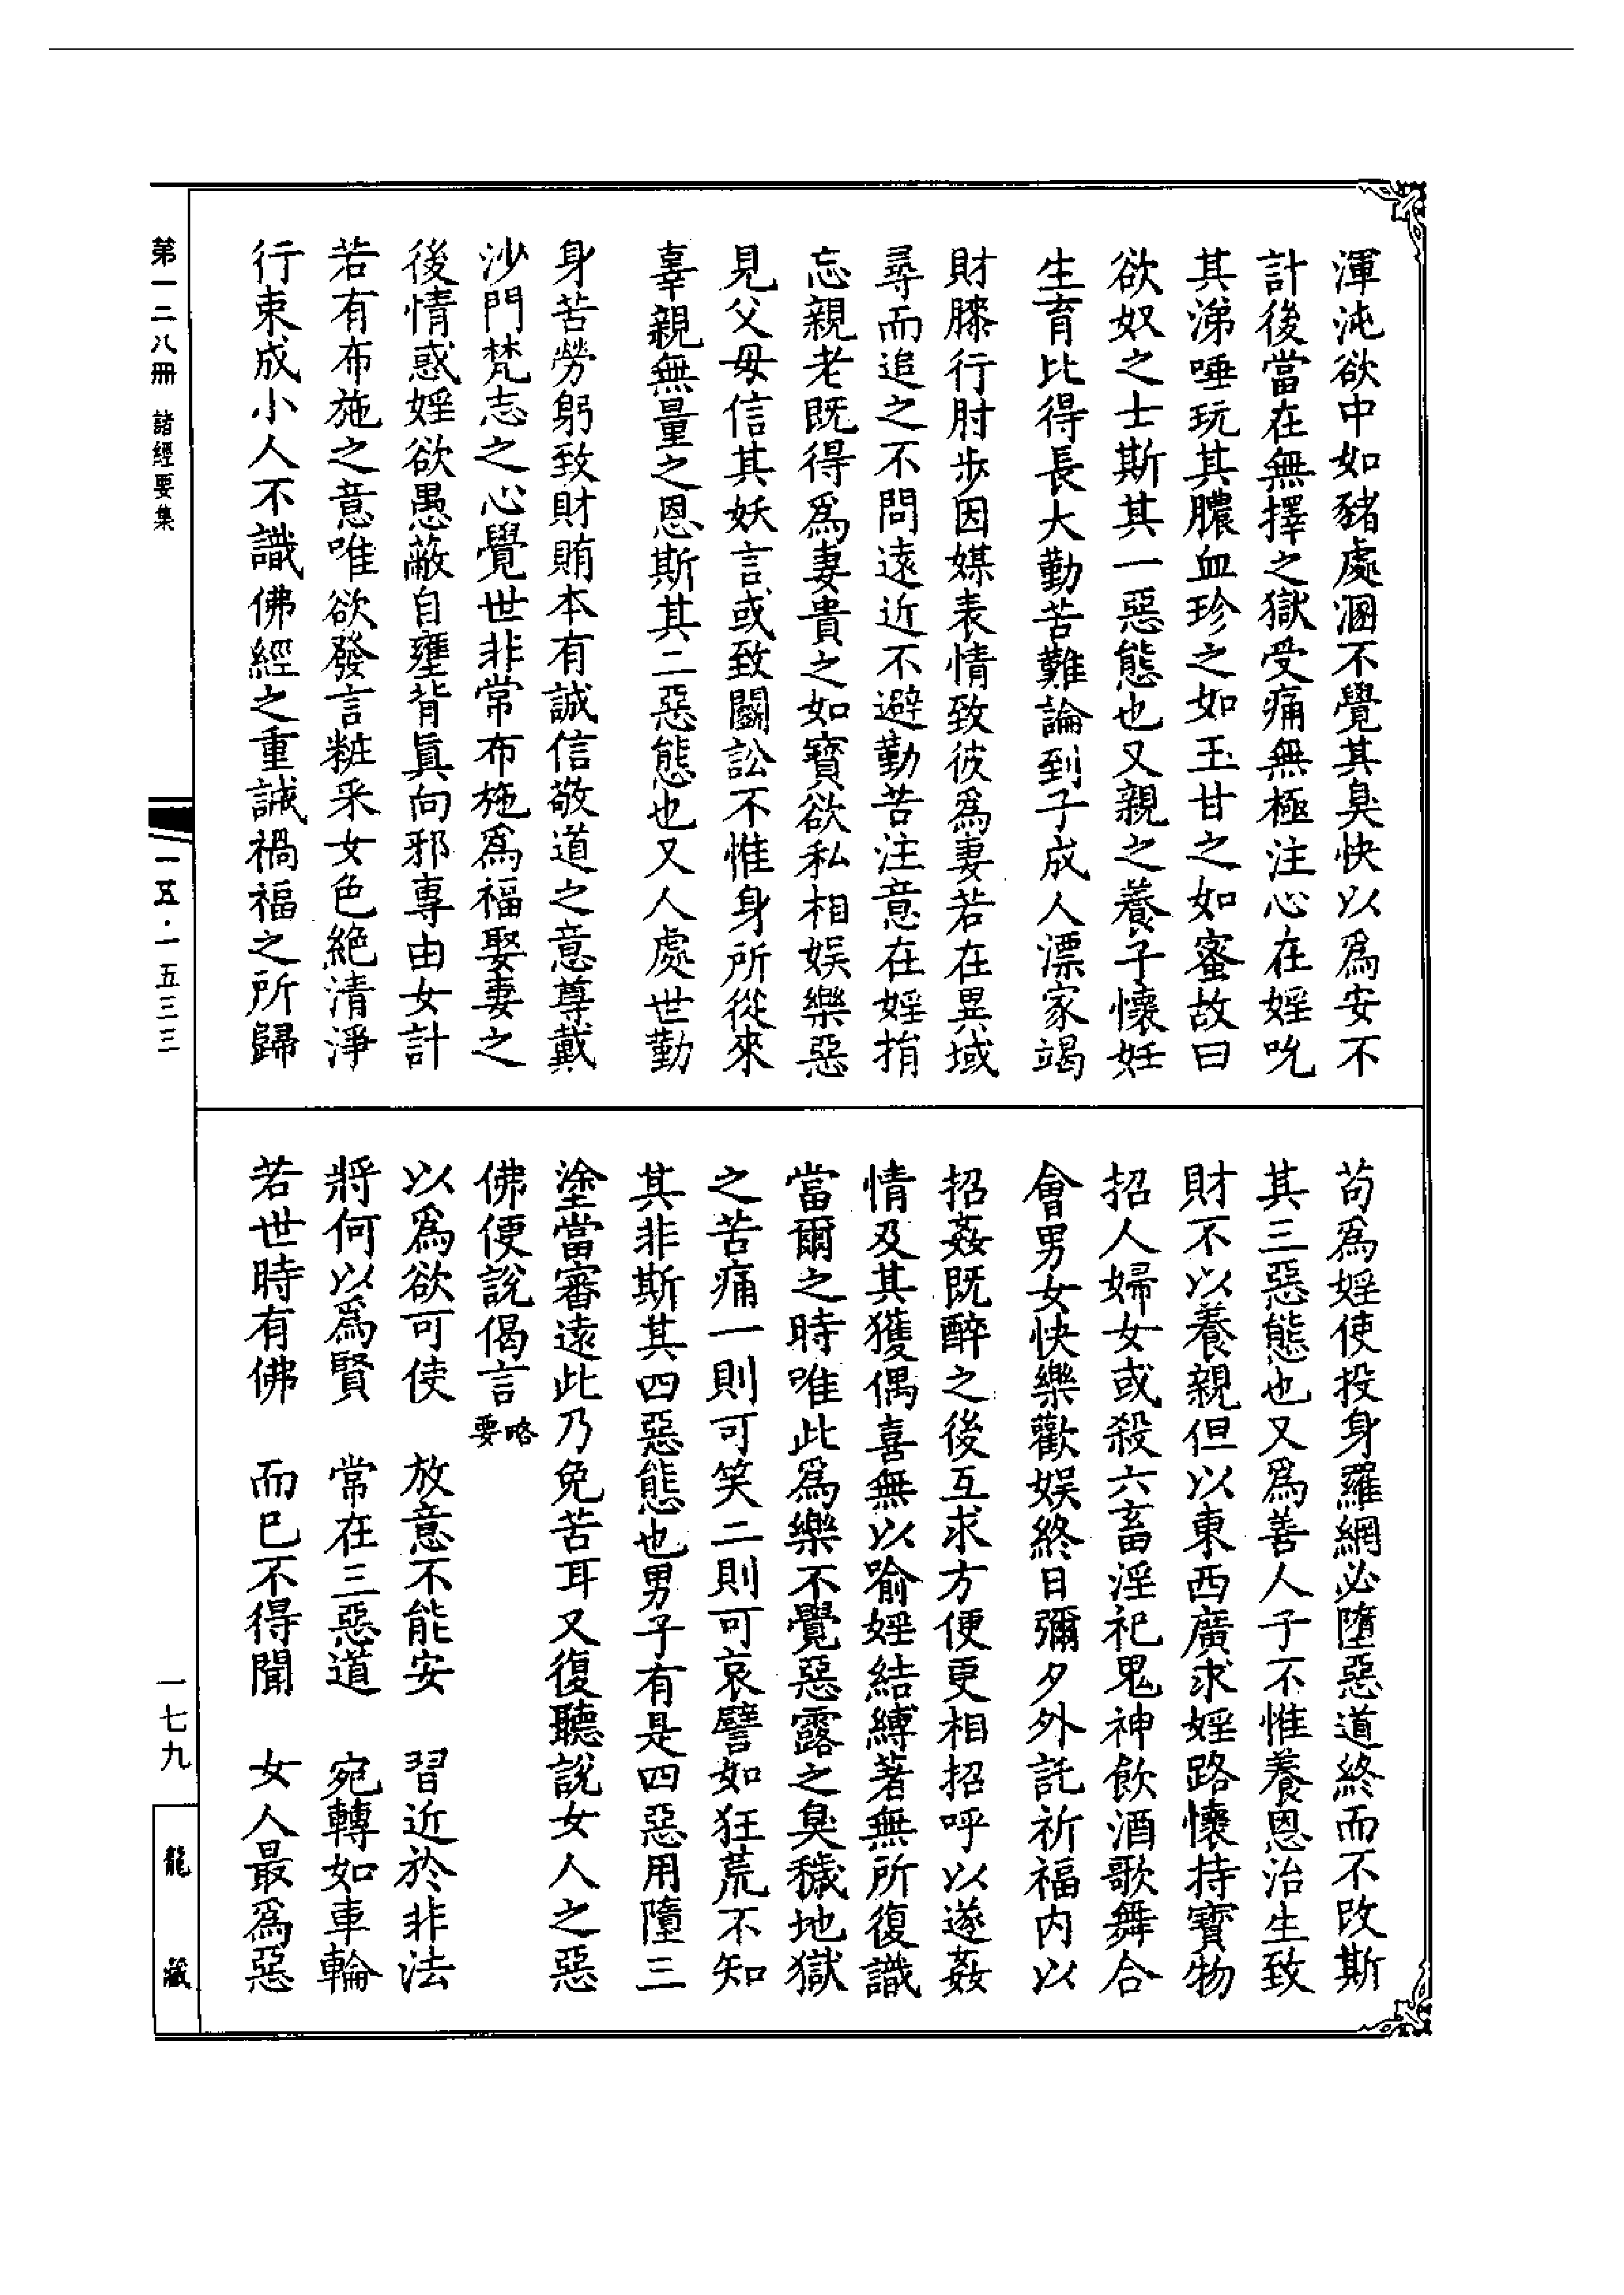 渾沌欲中如豬處溷不覺其臭快以爲安不
計後當在無擇之獄受痛無極注心在婬吮
其涕唾玩其膿血珍之如玉甘之如蜜故曰
欲奴之士斯其一惡態也又親之養子懷妊
生育比得長大勤苦難論到子成人漂家竭
財膝行肘步因媒表情致彼爲妻若在異域
尋而追之不問遠近不避勤苦注意在婬捐
忘親老既得爲妻貴之如寶欲私相娛樂惡
見父母信其妖言或致鬪訟不惟身所從來
辜親無量之恩斯其二惡態也又人處世勤
身苦勞躬致財賄本有誠信敬道之意尊戴
沙門梵志之心覺世非常布施爲福娶妻之
後情惑婬欲愚蔽自壅背眞向邪專由女計
若有布施之意唯欲發言粧采女色絕清淨
行束成小人不識佛經之重誡禍福之所歸
苟爲婬使投身羅網必墮惡道終而不改斯
其三惡態也又爲善人子不惟養恩治生致
財不以養親但以東西廣求婬路懷持寶物
招人婦女或殺六畜淫祀鬼神飲酒歌舞合
會男女快樂歡娛終日彌夕外託祈福內以
招姦既醉之後互求方便更相招呼以遂姦
情及其獲偶喜無以喻婬結縛著無所復識
當爾之時唯此爲樂不覺惡露之臭穢地獄
之苦痛一則可笑二則可哀譬如狂荒不知
其非斯其四惡態也男子有是四惡用墮三
塗當審遠此乃免苦耳又復聽說女人之惡
佛便說偈言略要
以爲欲可使　放意不能安　習近於非法
將何以爲賢　常在三惡道　宛轉如車輪
若世時有佛　而巳不得聞　女人最爲惡
第一二八冊　諸經要集
一五·一五三三
一七九
龍藏